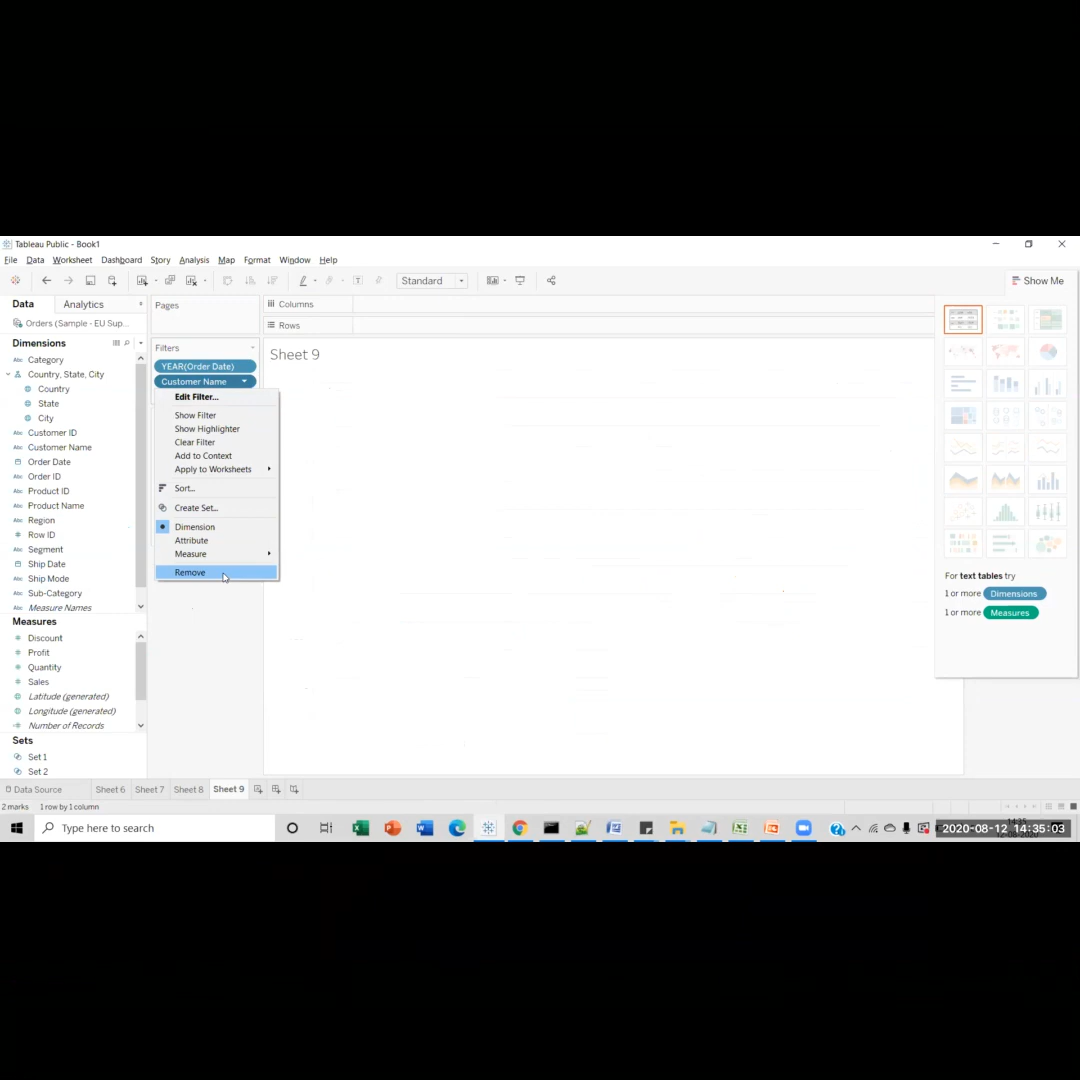 Tableau Public - Book1
File Data Worksheet Dashboard Story Analysis Map Format Window Help
Standard
Show Me
Data Analytics
Pages
Columns
Rows
Orders (Sample - EU Sup...
Dimensions
Category
Country, State, City
Country
State
City
Customer ID
Customer Name
Order Date
Order ID
Product ID
Product Name
Region
Row ID
Segment
Ship Date
Ship Mode
Sub-Category
Measure Names
Measures
Discount
Profit
Quantity
Sales
Latitude (generated)
Longitude (generated)
Number of Records
Sets
Set 1
Set 2
Filters
YEAR(Order Date)
Customer Name
Edit Filter...
Show Filter
Show Highlighter
Clear Filter
Add to Context
Apply to Worksheets
Sort...
Create Set...
Dimension
Attribute
Measure
Remove
Sheet 9
For text tables try
1 or more Dimensions
1 or more Measures
Data Source Sheet 6 Sheet 7 Sheet 8 Sheet 9
2 marks 1 row by 1 column
Type here to search
2020-08-12 14:35:03